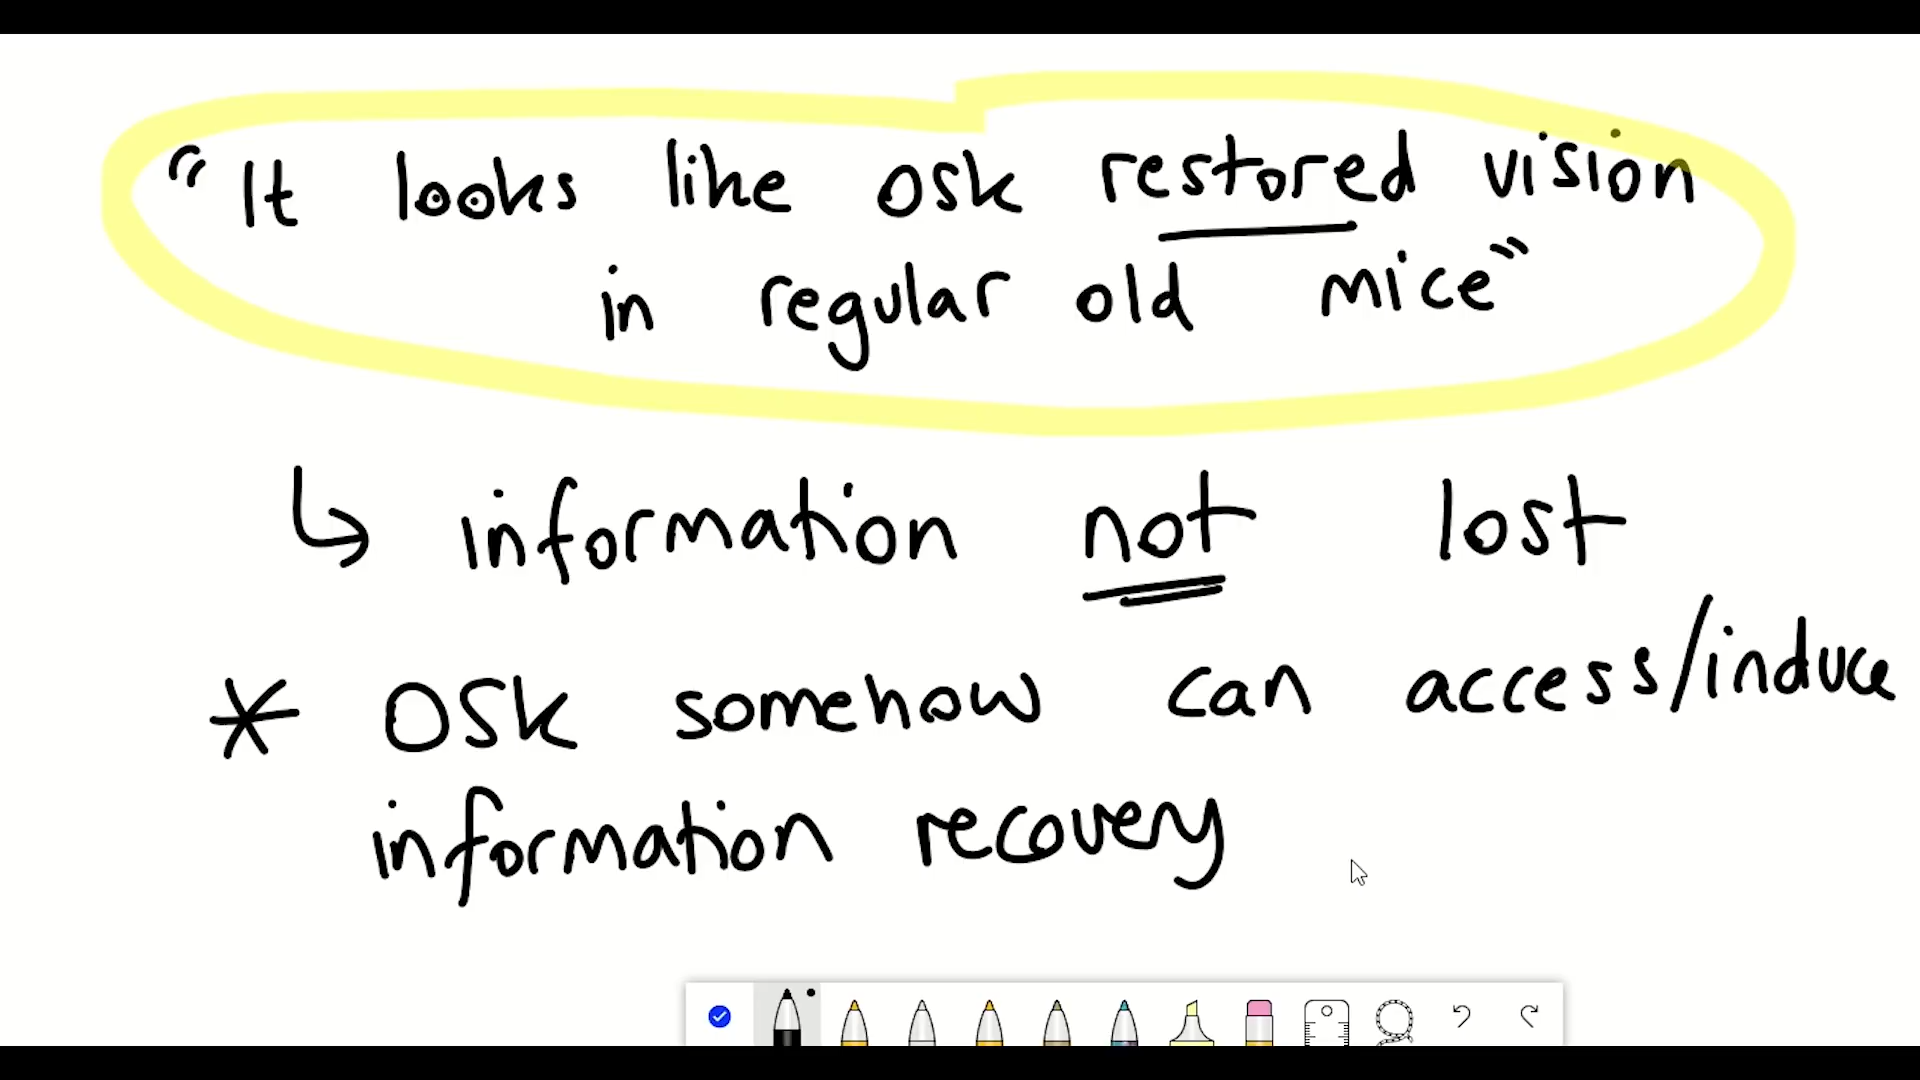 "It looks like OSK restored vision
in regular old mice"
↳ information not lost
* OSK somehow can access/induce
information recovery